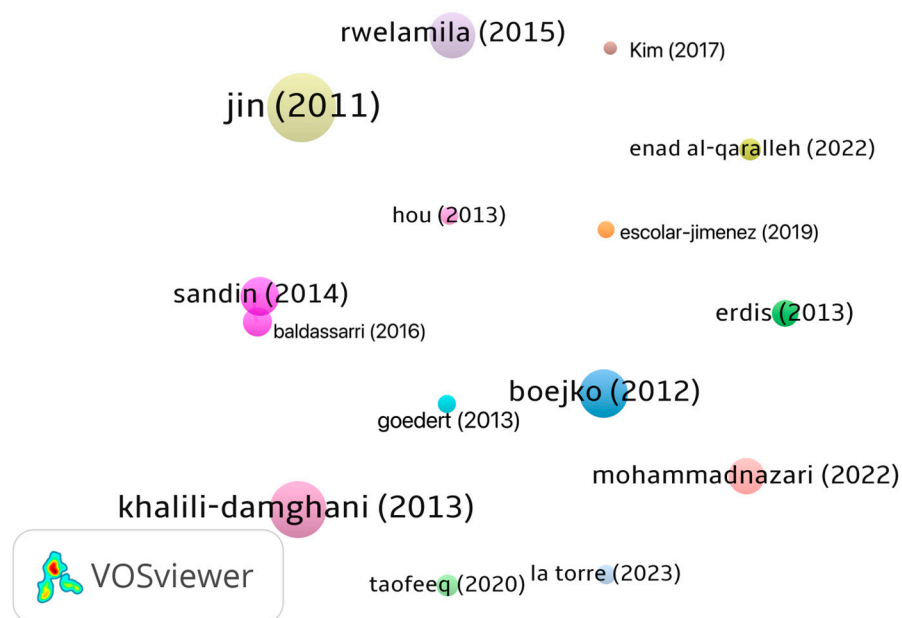 rwelamila (2015)
Kim (2017)
jin (2011)
enad al-qaralleh (2022)
hou (2013)
escolar-jimenez (2019)
sandin (2014)
erdis (2013)
baldassarri (2016)
boejko (2012)
goedert (2013)
mohammadnazari (2022)
khalili-damghani (2013)
la torre (2023)
taofeeq (2020)
VOSviewer